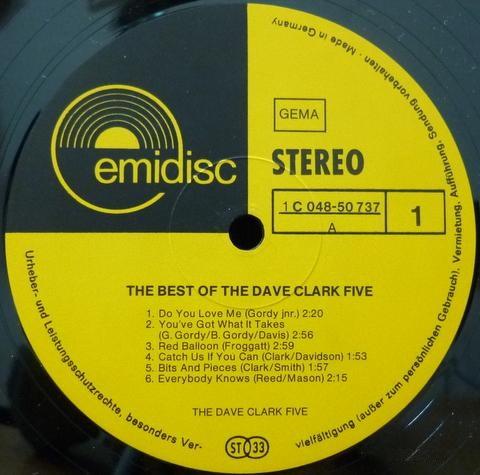 emidisc
GEMA
STEREO
1 C 048-50 737
A
1
THE BEST OF THE DAVE CLARK FIVE
1. Do You Love Me (Gordy jnr.) 2:20
2. You've Got What It Takes
(G. Gordy/B. Gordy/Davis) 2:56
3. Red Balloon (Froggatt) 2:59
4. Catch Us If You Can (Clark/Davidson) 1:53
5. Bits And Pieces (Clark/Smith) 1:57
6. Everybody Knows (Reed/Mason) 2:15
THE DAVE CLARK FIVE
ST 33
Urheber- und Leistungsschutzrechte, besonders Ver-
vielfältigung (außer zum persönlichen Gebrauch), Vermietung, Aufführung, Sendung vorbehalten - Made in Germany